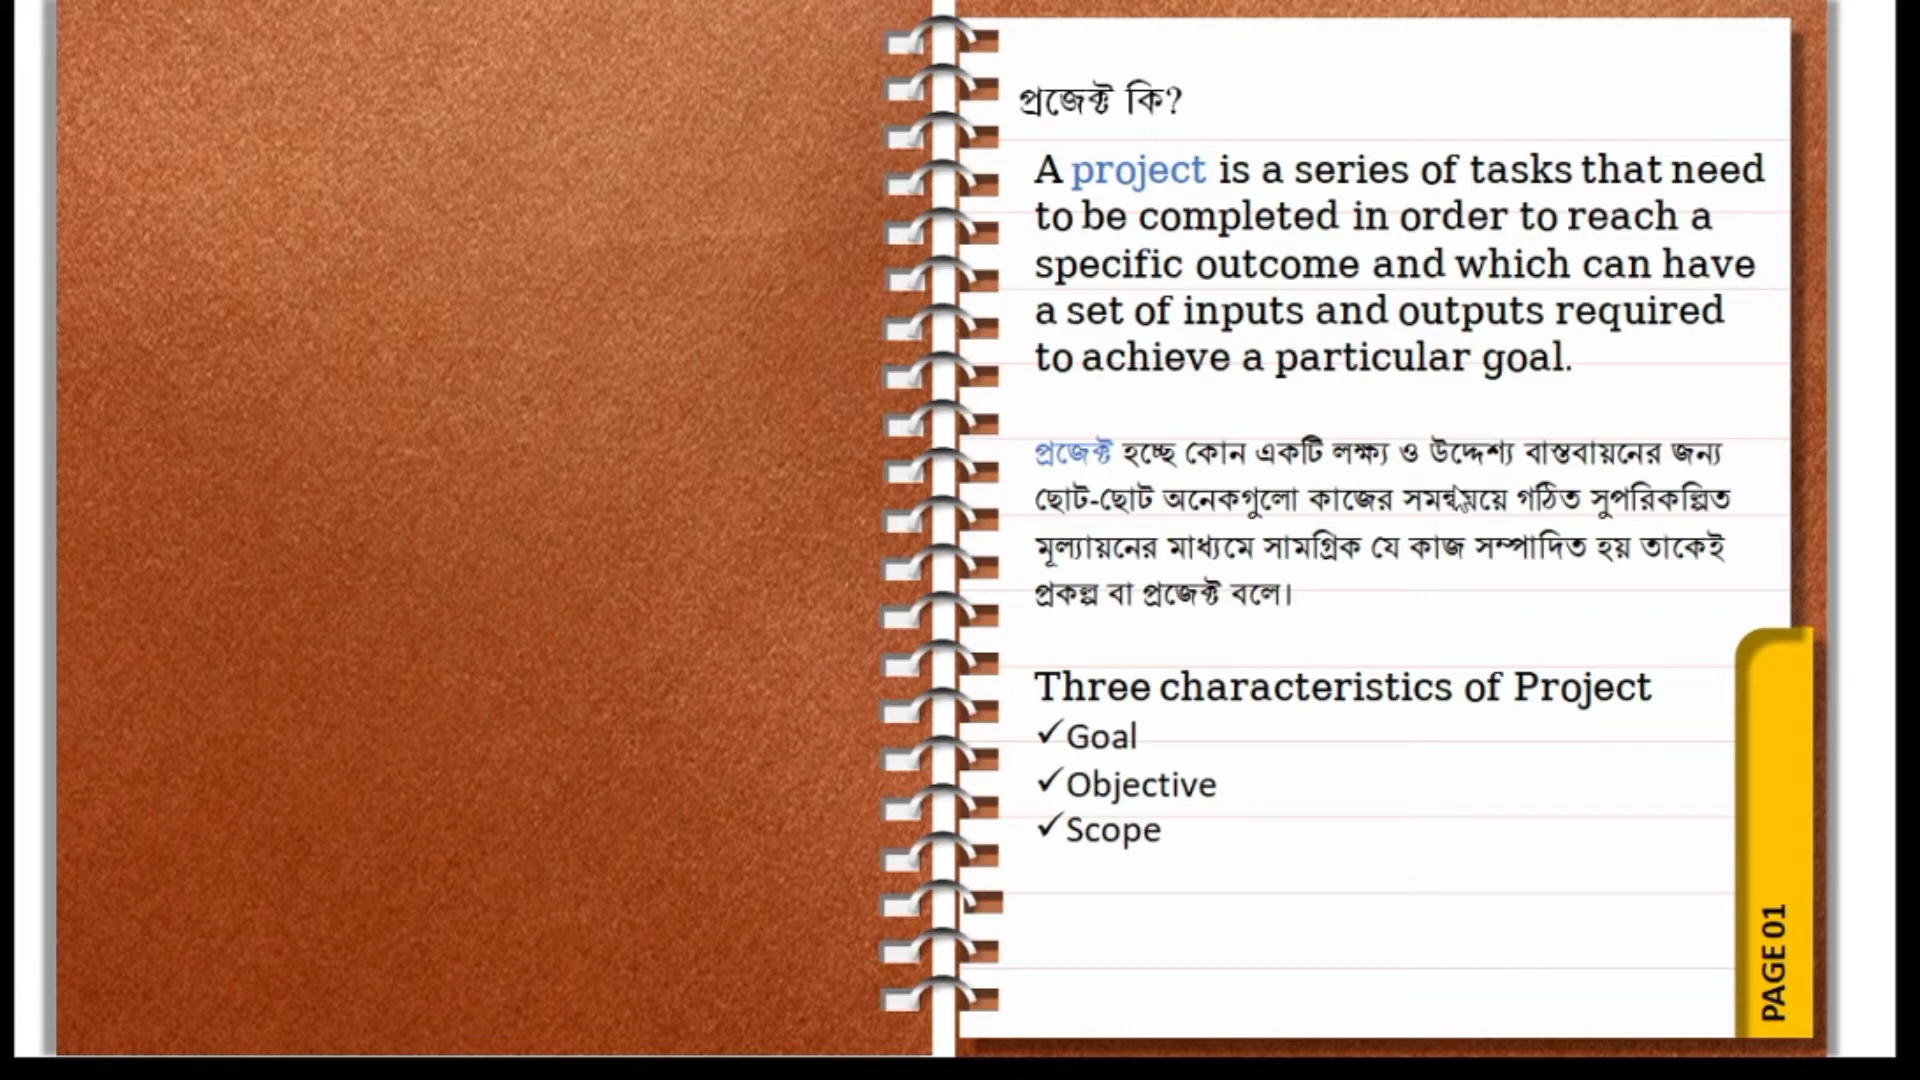 প্রজেক্ট কি?
A project is a series of tasks that need
to be completed in order to reach a
specific outcome and which can have
a set of inputs and outputs required
to achieve a particular goal.
প্রজেক্ট হচ্ছে কোন একটি লক্ষ্য ও উদ্দেশ্য বাস্তবায়নের জন্য
ছোট-ছোট অনেকগুলো কাজের সমন্বয়ে গঠিত সুপরিকল্পিত
মূল্যায়নের মাধ্যমে সামগ্রিক যে কাজ সম্পাদিত হয় তাকেই
প্রকল্প বা প্রজেক্ট বলে।
Three characteristics of Project
✓Goal
✓Objective
✓Scope
PAGE 01